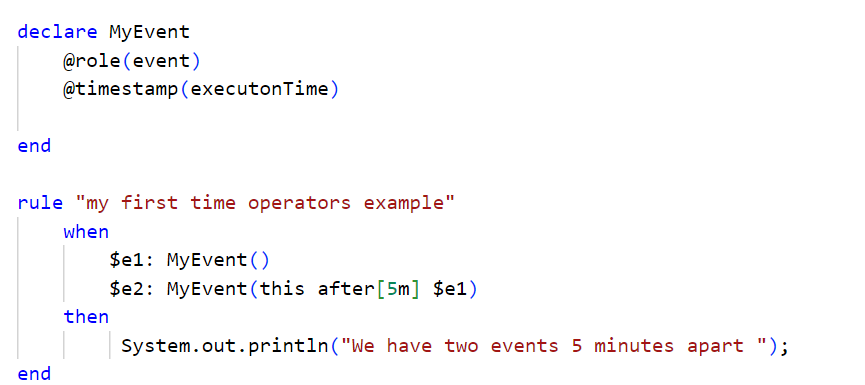 declare MyEvent
@role(event)
@timestamp(executonTime)
end
rule "my first time operators example"
when
$e1: MyEvent()
$e2: MyEvent(this after[5m] $e1)
then
System.out.println("We have two events 5 minutes apart ");
end